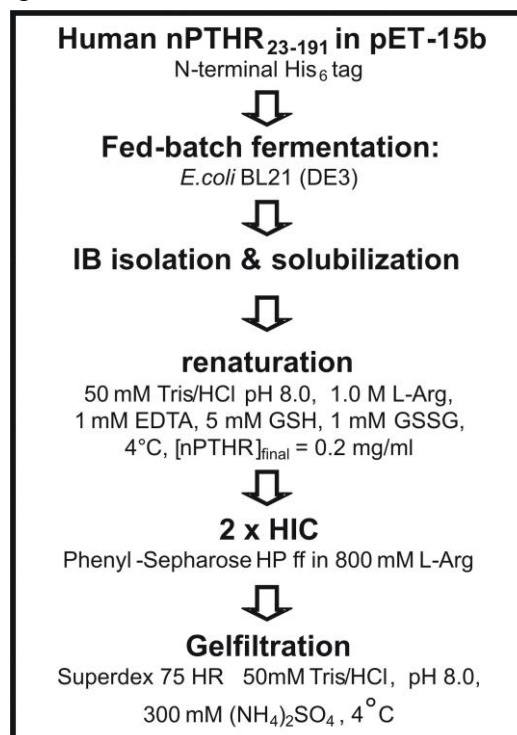 Human nPTHR23-191 in pET-15b
N-terminal His6 tag
Fed-batch fermentation:
E.coli BL21 (DE3)
IB isolation & solubilization
renaturation
50 mM Tris/HCl pH 8.0, 1.0 M L-Arg,
1 mM EDTA, 5 mM GSH, 1 mM GSSG,
4°C, [nPTHR]final = 0.2 mg/ml
2 x HIC
Phenyl -Sepharose HP ff in 800 mM L-Arg
Gelfiltration
Superdex 75 HR 50mM Tris/HCl, pH 8.0,
300 mM (NH4)2SO4 , 4°C